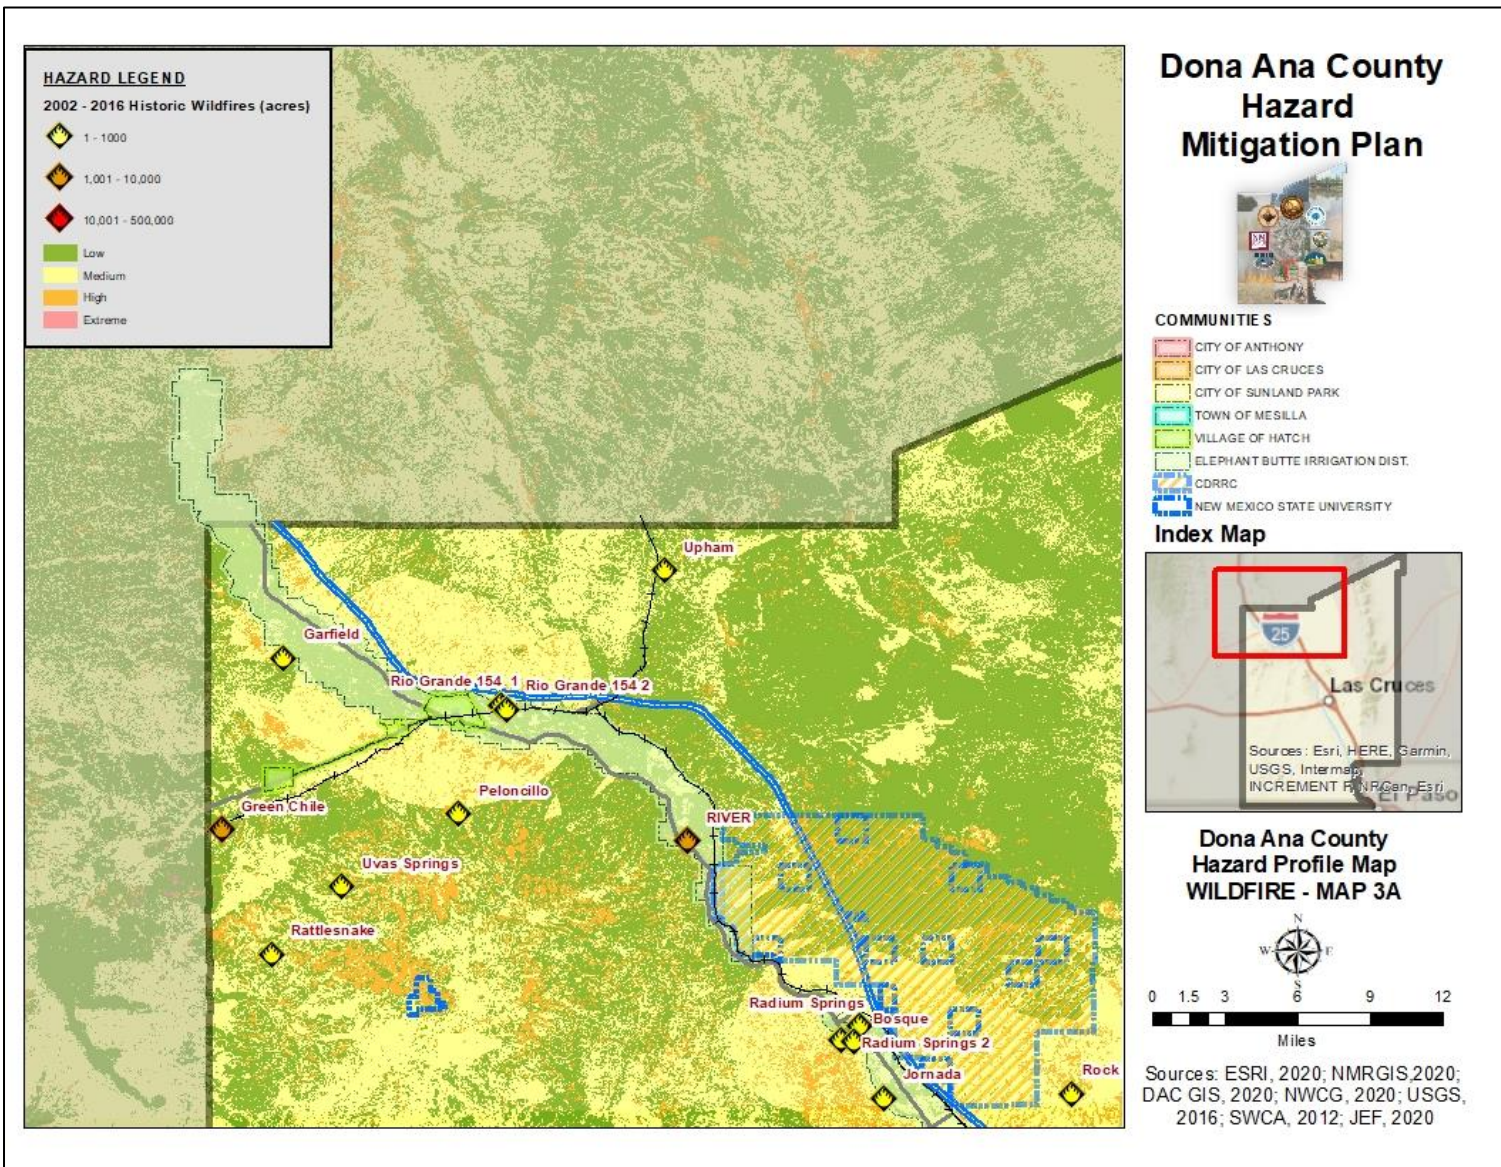 HAZARD LEGEND
2002 - 2016 Historic Wildfires (acres)
1 - 1000
1,001 - 10,000
10,001 - 500,000
Low
Medium
High
Extreme
Upham
Garfield
Rio Grande 154 1
Rio Grande 154 2
Peloncillo
Green Chile
RIVER
Uvas Springs
Rattlesnake
Radium Springs
Bosque
Radium Springs 2
Jornada
Rock
Dona Ana County
Hazard
Mitigation Plan
COMMUNITIES
CITY OF ANTHONY
CITY OF LAS CRUCES
CITY OF SUNLAND PARK
TOWN OF MESILLA
VILLAGE OF HATCH
ELEPHANT BUTTE IRRIGATION DIST.
CDRRC
NEW MEXICO STATE UNIVERSITY
Index Map
25
Las Cruces
Sources: Esri, HERE, Garmin,
USGS, Intermap,
INCREMENT P, NRCan, Esri
El Paso
Dona Ana County
Hazard Profile Map
WILDFIRE - MAP 3A
N
W E
S
0 1.5 3 6 9 12
Miles
Sources: ESRI, 2020; NMRGIS,2020;
DAC GIS, 2020; NWCG, 2020; USGS,
2016; SWCA, 2012; JEF, 2020